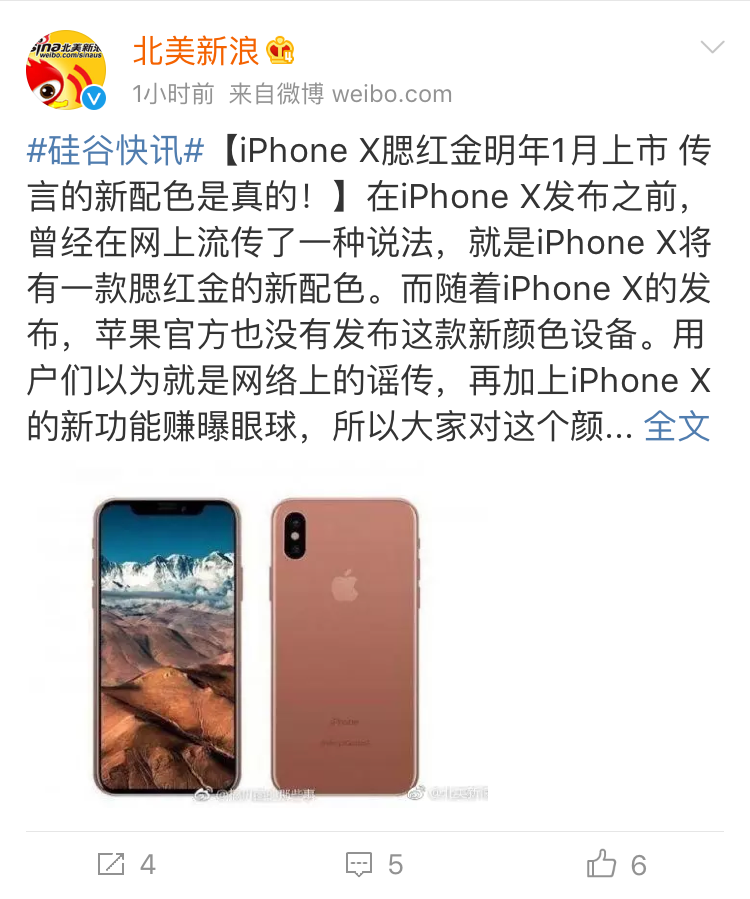 sina北美新浪
weibo.com/sinaus
北美新浪
1小时前 来自微博 weibo.com
#硅谷快讯#【iPhone X腮红金明年1月上市 传
言的新配色是真的！】在iPhone X发布之前，
曾经在网上流传了一种说法，就是iPhone X将
有一款腮红金的新配色。而随着iPhone X的发
布，苹果官方也没有发布这款新颜色设备。用
户们以为就是网络上的谣传，再加上iPhone X
的新功能赚曝眼球，所以大家对这个颜... 全文
iPhone
@北美新浪
4
5
6